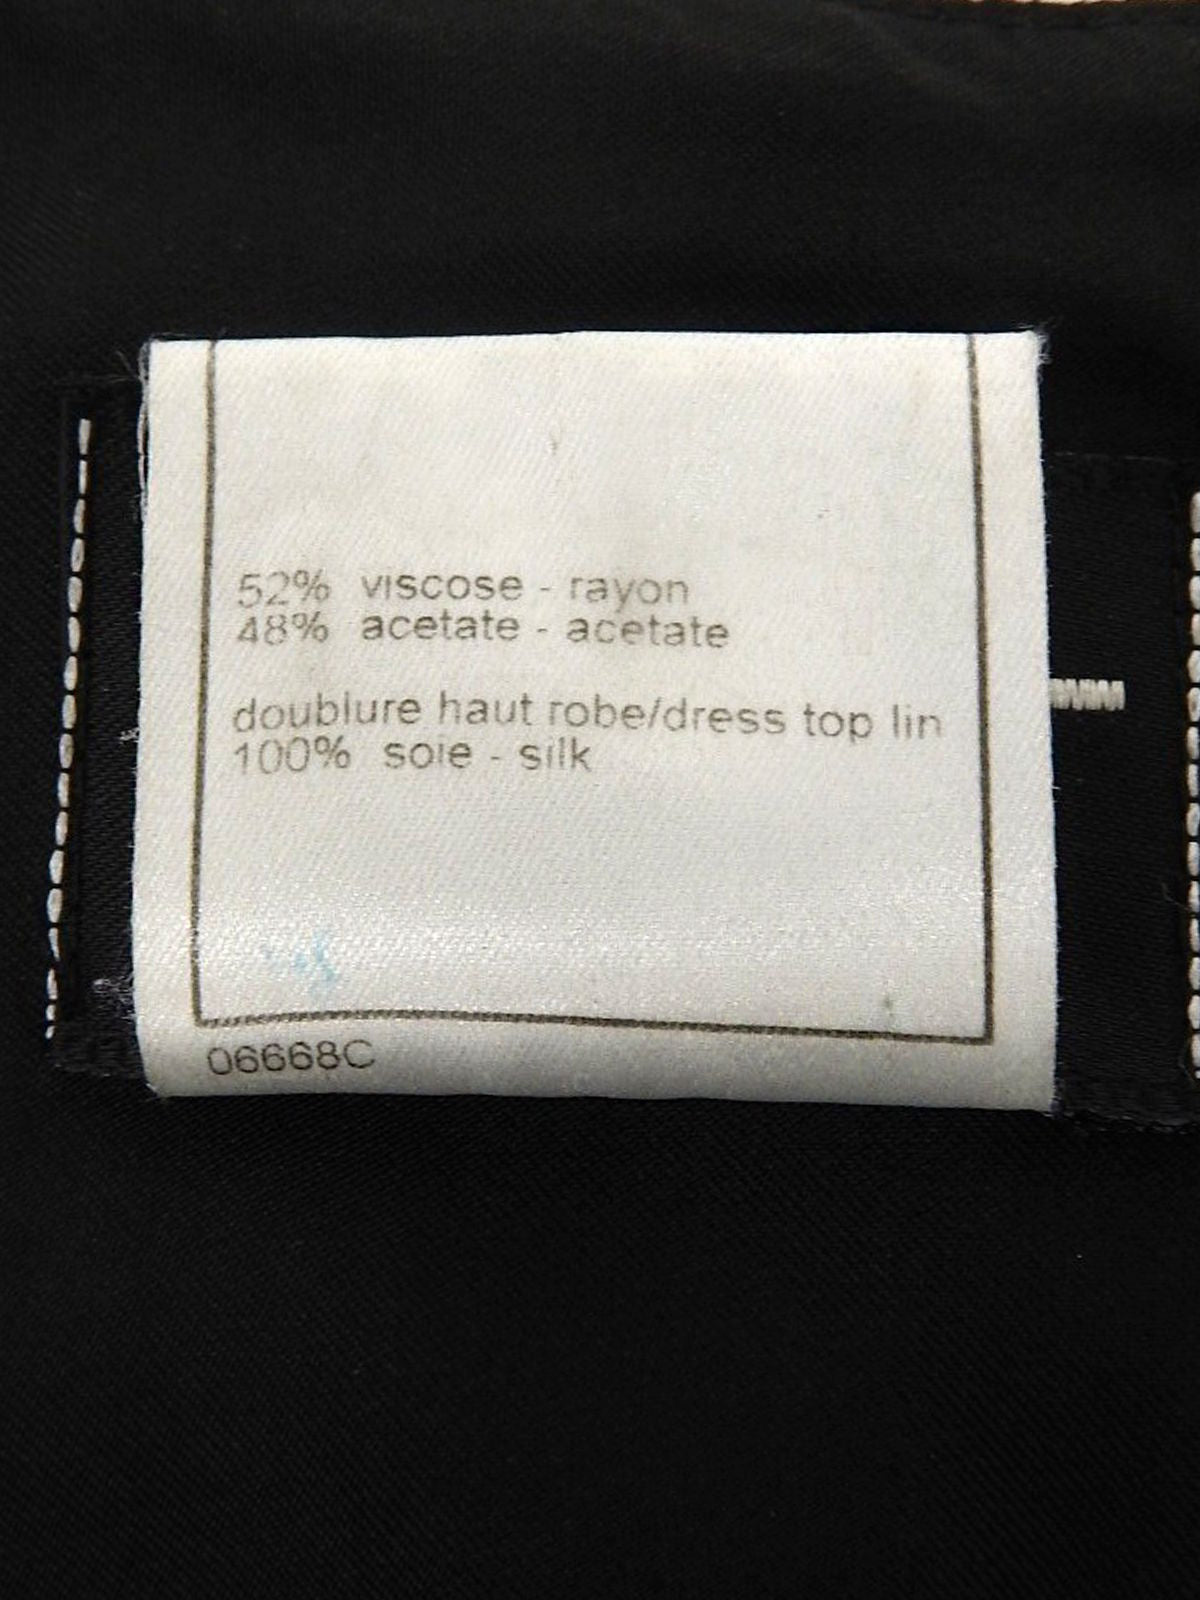 52% viscose - rayon
48% acetate - acetate
doublure haut robe/dress top lin
100% soie - silk
06668C